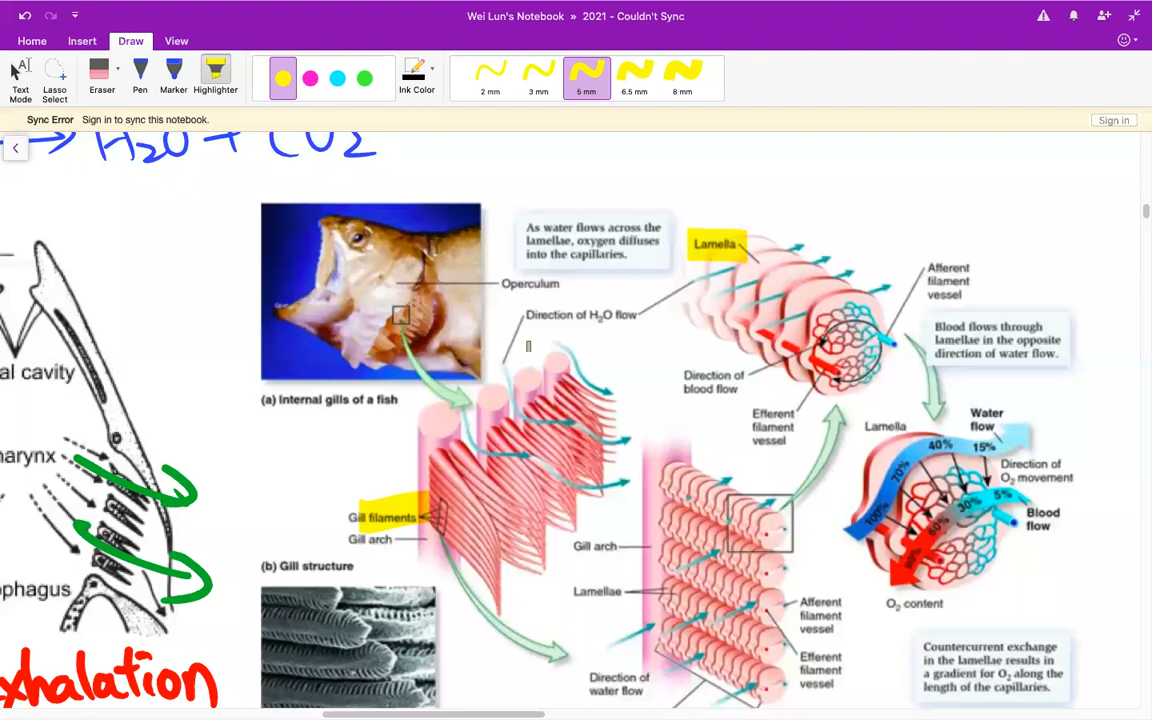 Wei Lun's Notebook » 2021 - Couldn't Sync
Home
Insert
Draw
View
Text
Mode
Lasso
Select
Eraser
Pen
Marker
Highlighter
Ink Color
2 mm
3 mm
5 mm
6.5 mm
8 mm
Sync Error Sign in to sync this notebook.
Sign in
→ H2O + CO2
As water flows across the
lamellae, oxygen diffuses
into the capillaries.
Operculum
Direction of H₂O flow
(a) Internal gills of a fish
Lamella
Afferent
filament
vessel
Blood flows through
lamellae in the opposite
direction of water flow.
Direction of
blood flow
Efferent
filament
vessel
al cavity
harynx
ophagus
xhalation
Gill filaments
Gill arch
(b) Gill structure
Gill arch
Lamellae
Afferent
filament
vessel
Efferent
filament
vessel
Direction of
water flow
Lamella
Water
flow
100%
70%
40%
15%
Direction of
O₂ movement
5%
30%
60%
Blood
flow
O₂ content
Countercurrent exchange
in the lamellae results in
a gradient for O₂ along the
length of the capillaries.